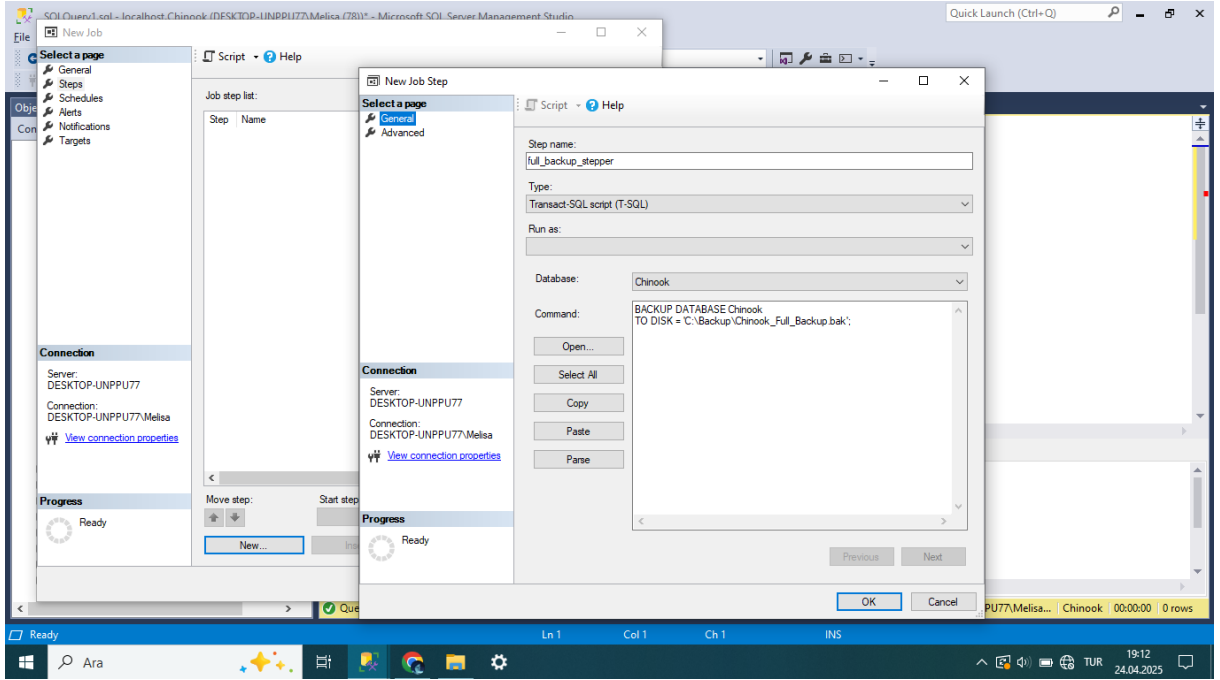 SQLQuery1.sql - localhost.Chinook (DESKTOP-UNPPU77\Melisa (78))* - Microsoft SQL Server Management Studio
Quick Launch (Ctrl+Q)
File
New Job
Select a page
General
Steps
Schedules
Alerts
Notifications
Targets
Script
Help
Job step list:
Step Name
Obje
Con
Connection
Server:
DESKTOP-UNPPU77
Connection:
DESKTOP-UNPPU77\Melisa
View connection properties
Progress
Ready
Move step:
Start step
New...
Inse
New Job Step
Select a page
General
Advanced
Script
Help
Step name:
full_backup_stepper
Type:
Transact-SQL script (T-SQL)
Run as:
Database:
Chinook
Command:
BACKUP DATABASE Chinook
TO DISK = 'C:\Backup\Chinook_Full_Backup.bak';
Open...
Select All
Copy
Paste
Parse
Connection
Server:
DESKTOP-UNPPU77
Connection:
DESKTOP-UNPPU77\Melisa
View connection properties
Progress
Ready
Previous
Next
OK
Cancel
Que
PU77\Melisa... Chinook 00:00:00 0 rows
Ready
Ln 1 Col 1 Ch 1 INS
Ara
TUR
19:12
24.04.2025